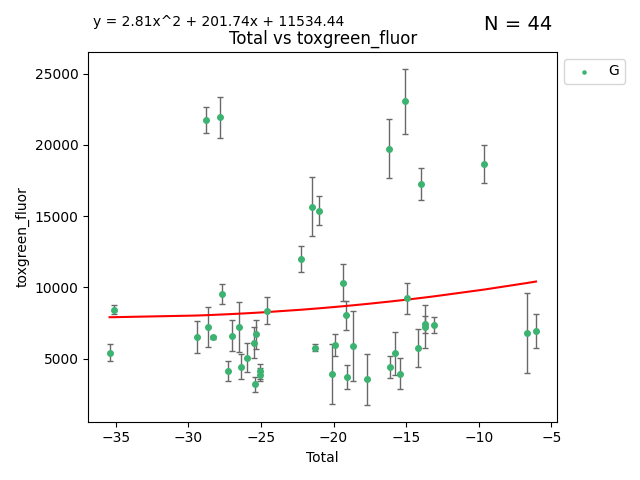 y = 2.81x^2 + 201.74x + 11534.44
N = 44
Total vs toxgreen_fluor
G
25000
20000
15000
10000
5000
toxgreen_fluor
−35
−30
−25
−20
−15
−10
−5
Total